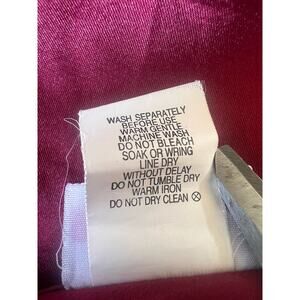 WASH SEPARATELY
BEFORE USE
WARM GENTLE
MACHINE WASH
DO NOT BLEACH
SOAK OR WRING
LINE DRY
WITHOUT DELAY
DO NOT TUMBLE DRY
WARM IRON
DO NOT DRY CLEAN ⓧ